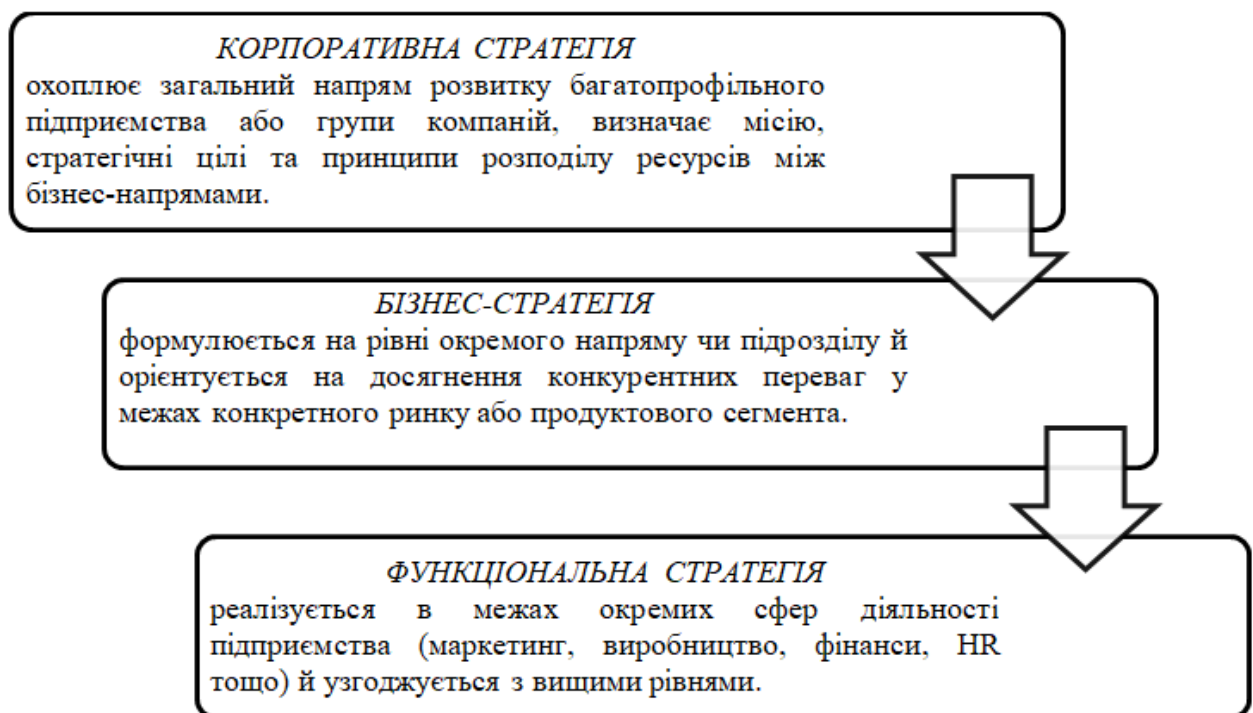 КОРПОРАТИВНА СТРАТЕГІЯ
охоплює загальний напрям розвитку багатопрофільного
підприємства або групи компаній, визначає місію,
стратегічні цілі та принципи розподілу ресурсів між
бізнес-напрямами.
БІЗНЕС-СТРАТЕГІЯ
формулюється на рівні окремого напряму чи підрозділу й
орієнтується на досягнення конкурентних переваг у
межах конкретного ринку або продуктового сегмента.
ФУНКЦІОНАЛЬНА СТРАТЕГІЯ
реалізується в межах окремих сфер діяльності
підприємства (маркетинг, виробництво, фінанси, HR
тощо) й узгоджується з вищими рівнями.